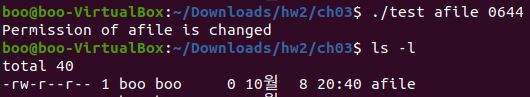 boo@boo-VirtualBox:~/Downloads/hw2/ch03$ ./test afile 0644
Permission of afile is changed
boo@boo-VirtualBox:~/Downloads/hw2/ch03$ ls -l
total 40
-rw-r--r-- 1 boo boo     0 10월  8 20:40 afile